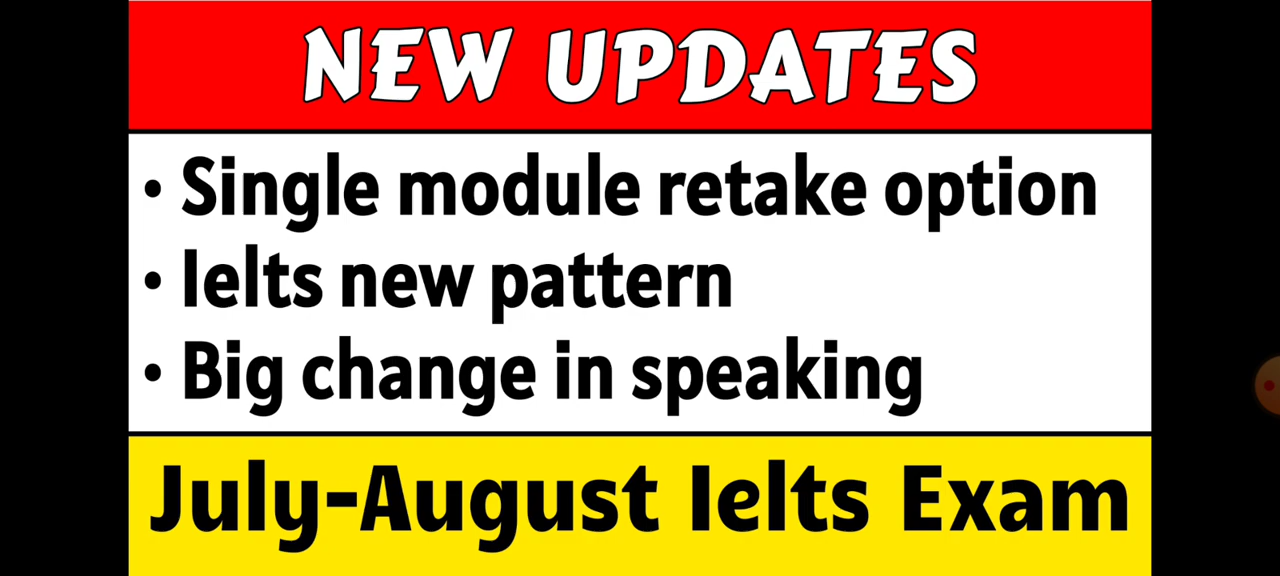 NEW UPDATES
• Single module retake option
• Ielts new pattern
• Big change in speaking
July-August Ielts Exam